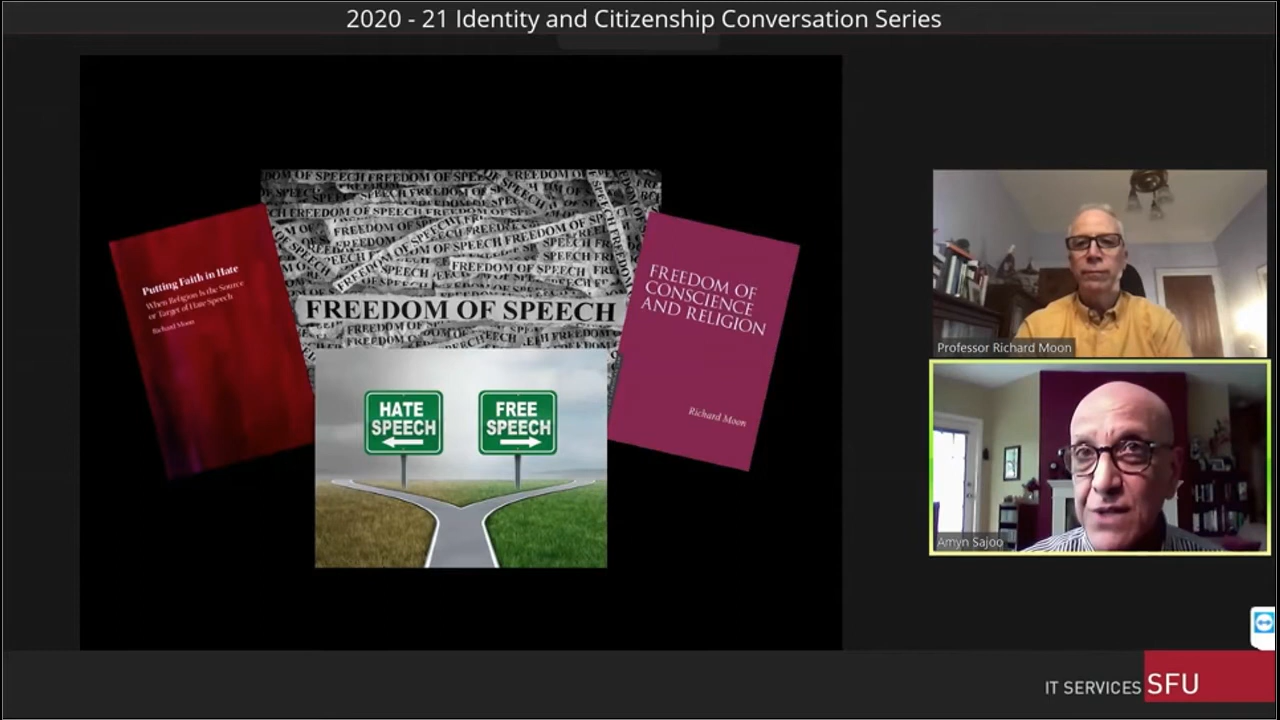 2020 - 21 Identity and Citizenship Conversation Series
Putting Faith in Hate
When Religion Is the Source
or Target of Hate Speech
Richard Moon
FREEDOM OF SPEECH
HATE
SPEECH
FREE
SPEECH
FREEDOM OF
CONSCIENCE
AND RELIGION
Richard Moon
Professor Richard Moon
Amyn Sajoo
IT SERVICES SFU